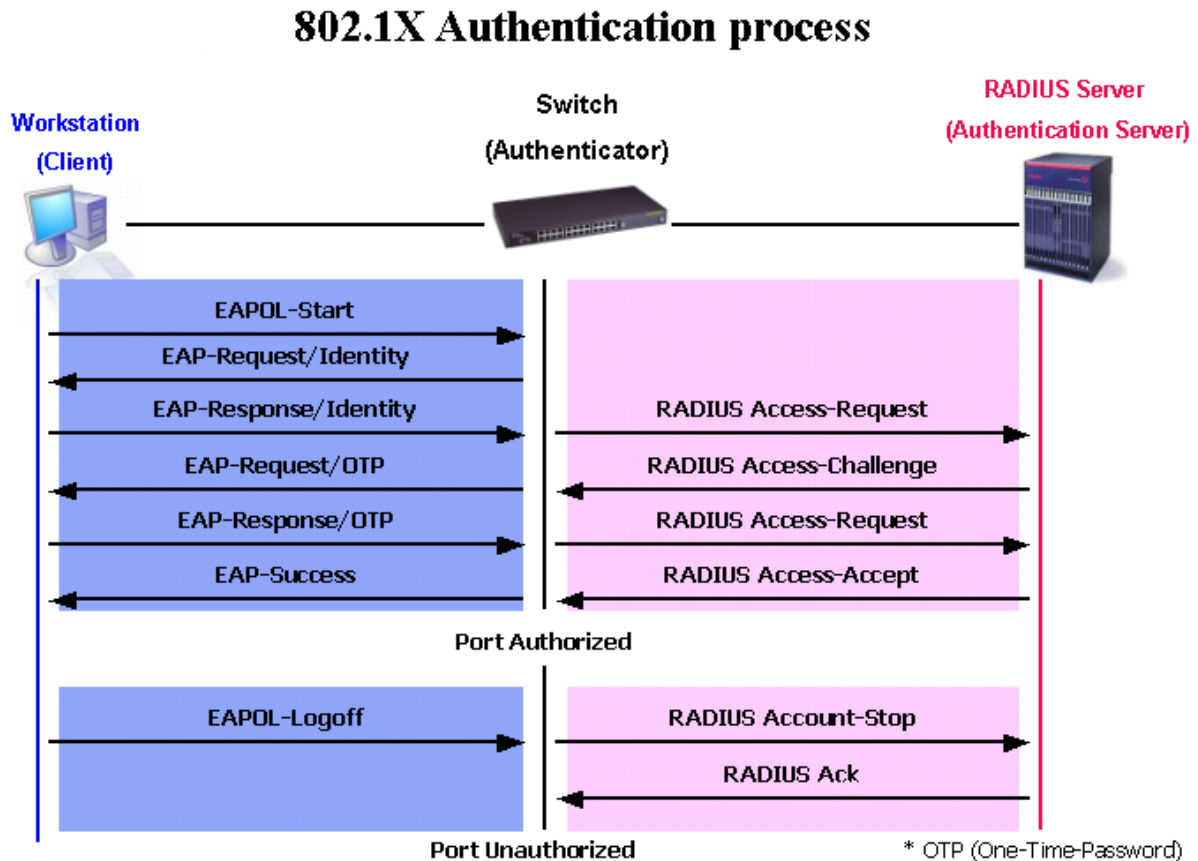 802.1X Authentication process
Workstation
(Client)
Switch
(Authenticator)
RADIUS Server
(Authentication Server)
EAPOL-Start
EAP-Request/Identity
EAP-Response/Identity
RADIUS Access-Request
EAP-Request/OTP
RADIUS Access-Challenge
EAP-Response/OTP
RADIUS Access-Request
EAP-Success
RADIUS Access-Accept
Port Authorized
EAPOL-Logoff
RADIUS Account-Stop
RADIUS Ack
Port Unauthorized
* OTP (One-Time-Password)